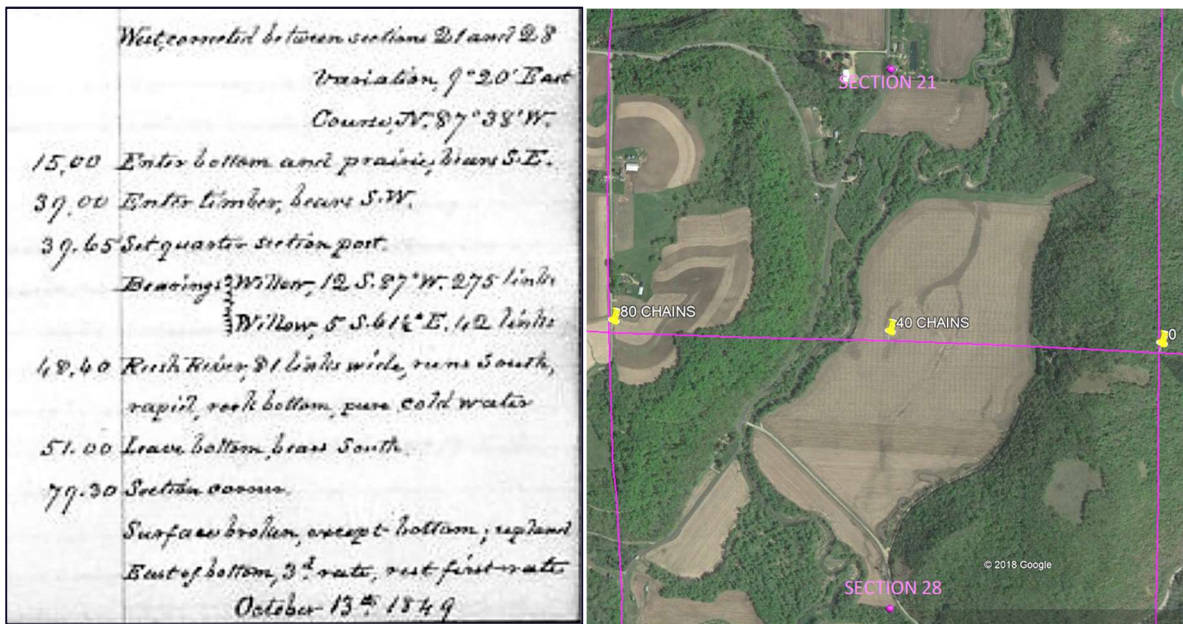 West, corrected between sections 21 and 28
Variation, 7°20' East
Course, N. 87°38' W.
15,00 Enter bottom and prairie, bears S.E.
39.00 Enter timber, bears S.W.
39.65 Set quarter section post.
Bearings Willow, 12 S. 87° W. 275 links
Willow, 5 S. 61½° E. 42 links
48.40 Rush River, 81 links wide, runs South,
rapid, rock bottom, pure cold water
51.00 Leave bottom, bears South.
79.30 Section corner.
Surface broken, except bottom; upland
East of bottom, 3d rate, rest first rate
October 13th 1849
SECTION 21
80 CHAINS
40 CHAINS
0
© 2018 Google
SECTION 28